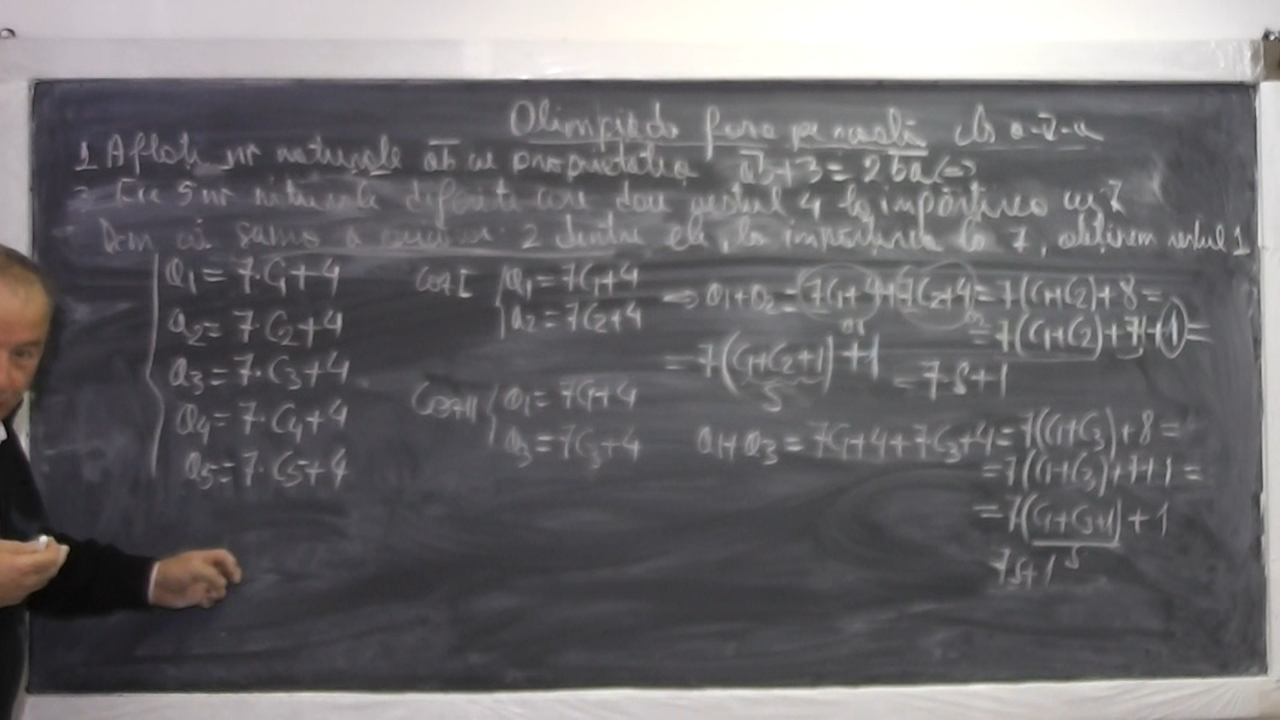 Olimpiada faza pe școală cls a-V-a
1 Aflați nr naturale ab cu proprietatea ab+3=2ba(=>
2 Fie 5 nr naturale diferite care dau restul 4 la împărțirea cu 7
Dem că suma a oricăror 2 dintre ele, la împărțirea la 7, obținem restul 1
a1=7·C1+4
a2=7·C2+4
a3=7·C3+4
a4=7·C4+4
a5=7·C5+4
Caz I
a1=7C1+4
a2=7C2+4
=> a1+a2=(7C1+4)+(7C2+4)=7(C1+C2)+8=
=7(C1+C2)+7+1=
=7(C1+C2+1)+1
S
=7·S+1
Caz II
a1=7C1+4
a3=7C3+4
a1+a3=7C1+4+7C3+4=7(C1+C3)+8=
=7(C1+C3)+7+1=
=7(C1+C3+1)+1
S
7S+1